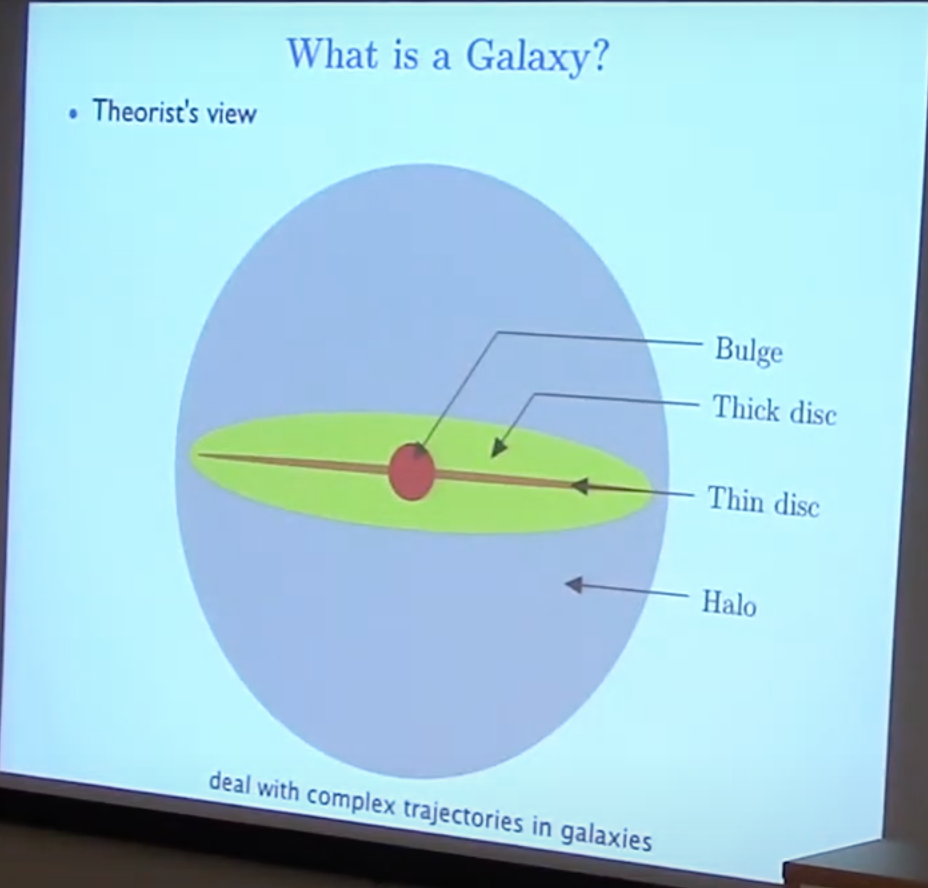 What is a Galaxy?
• Theorist's view
Bulge
Thick disc
Thin disc
Halo
deal with complex trajectories in galaxies